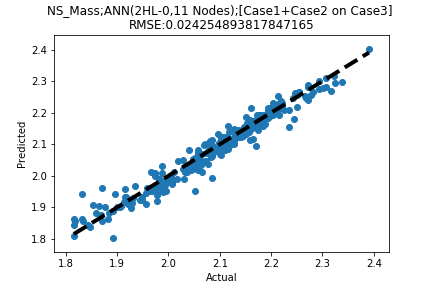 NS_Mass;ANN(2HL-0,11 Nodes);[Case1+Case2 on Case3]
RMSE:0.024254893817847165
2.4
2.3
2.2
2.1
2.0
1.9
1.8
Predicted
1.8 1.9 2.0 2.1 2.2 2.3 2.4
Actual